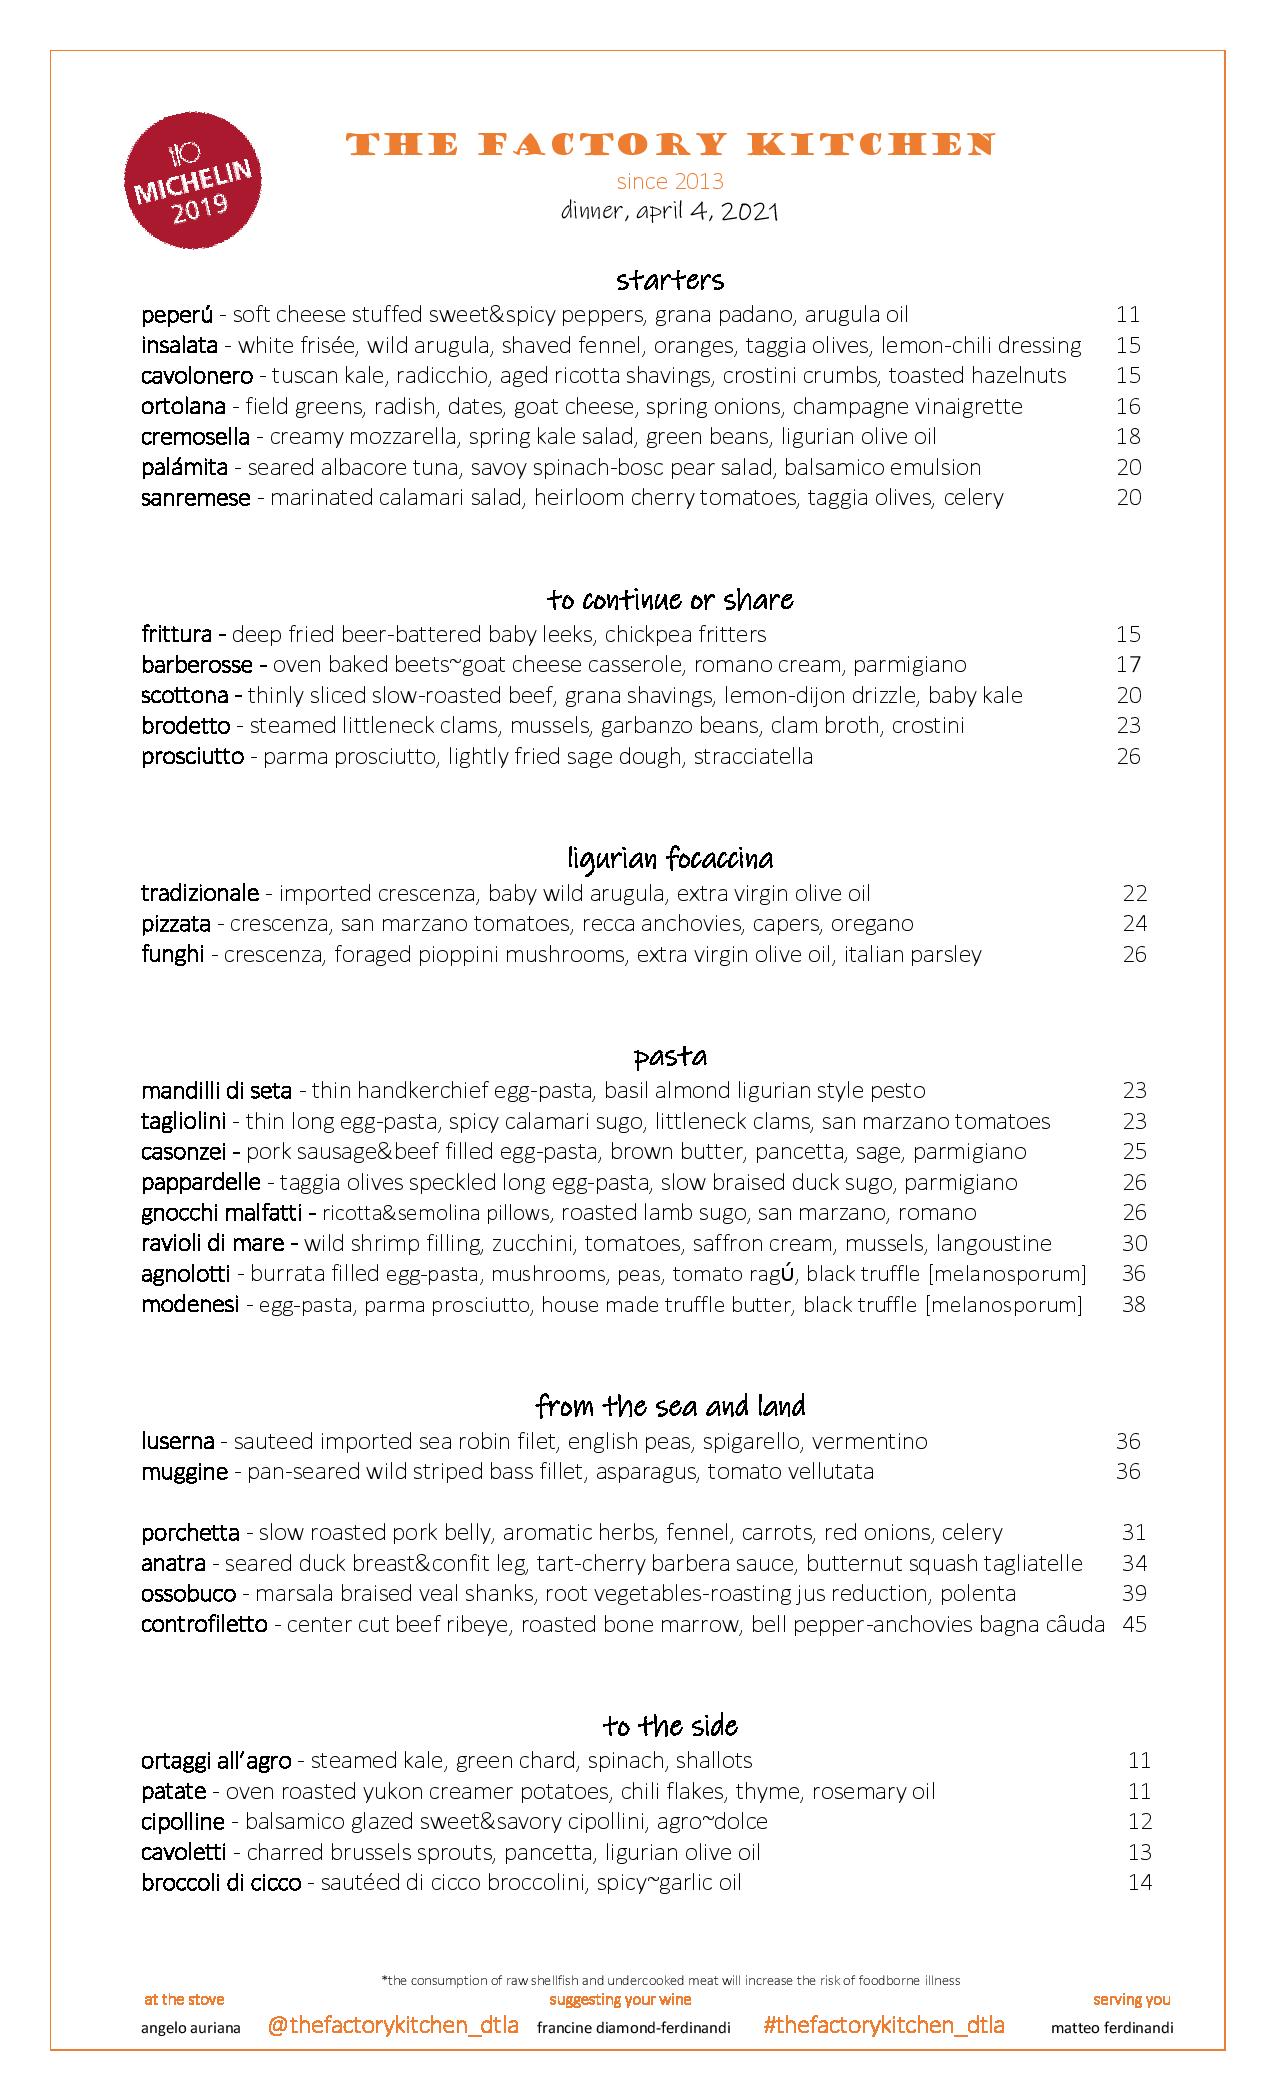 MICHELIN
2019
THE FACTORY KITCHEN
since 2013
dinner, april 4, 2021
starters
peperú - soft cheese stuffed sweet&spicy peppers, grana padano, arugula oil 11
insalata - white frisée, wild arugula, shaved fennel, oranges, taggia olives, lemon-chili dressing 15
cavolonero - tuscan kale, radicchio, aged ricotta shavings, crostini crumbs, toasted hazelnuts 15
ortolana - field greens, radish, dates, goat cheese, spring onions, champagne vinaigrette 16
cremosella - creamy mozzarella, spring kale salad, green beans, ligurian olive oil 18
palámita - seared albacore tuna, savoy spinach-bosc pear salad, balsamico emulsion 20
sanremese - marinated calamari salad, heirloom cherry tomatoes, taggia olives, celery 20
to continue or share
frittura - deep fried beer-battered baby leeks, chickpea fritters 15
barberosse - oven baked beets~goat cheese casserole, romano cream, parmigiano 17
scottona - thinly sliced slow-roasted beef, grana shavings, lemon-dijon drizzle, baby kale 20
brodetto - steamed littleneck clams, mussels, garbanzo beans, clam broth, crostini 23
prosciutto - parma prosciutto, lightly fried sage dough, stracciatella 26
ligurian focaccina
tradizionale - imported crescenza, baby wild arugula, extra virgin olive oil 22
pizzata - crescenza, san marzano tomatoes, recca anchovies, capers, oregano 24
funghi - crescenza, foraged pioppini mushrooms, extra virgin olive oil, italian parsley 26
pasta
mandilli di seta - thin handkerchief egg-pasta, basil almond ligurian style pesto 23
tagliolini - thin long egg-pasta, spicy calamari sugo, littleneck clams, san marzano tomatoes 23
casonzei - pork sausage&beef filled egg-pasta, brown butter, pancetta, sage, parmigiano 25
pappardelle - taggia olives speckled long egg-pasta, slow braised duck sugo, parmigiano 26
gnocchi malfatti - ricotta&semolina pillows, roasted lamb sugo, san marzano, romano 26
ravioli di mare - wild shrimp filling, zucchini, tomatoes, saffron cream, mussels, langoustine 30
agnolotti - burrata filled egg-pasta, mushrooms, peas, tomato ragú, black truffle [melanosporum] 36
modenesi - egg-pasta, parma prosciutto, house made truffle butter, black truffle [melanosporum] 38
from the sea and land
luserna - sauteed imported sea robin filet, english peas, spigarello, vermentino 36
muggine - pan-seared wild striped bass fillet, asparagus, tomato vellutata 36
porchetta - slow roasted pork belly, aromatic herbs, fennel, carrots, red onions, celery 31
anatra - seared duck breast&confit leg, tart-cherry barbera sauce, butternut squash tagliatelle 34
ossobuco - marsala braised veal shanks, root vegetables-roasting jus reduction, polenta 39
controfiletto - center cut beef ribeye, roasted bone marrow, bell pepper-anchovies bagna câuda 45
to the side
ortaggi all'agro - steamed kale, green chard, spinach, shallots 11
patate - oven roasted yukon creamer potatoes, chili flakes, thyme, rosemary oil 11
cipolline - balsamico glazed sweet&savory cipollini, agro~dolce 12
cavoletti - charred brussels sprouts, pancetta, ligurian olive oil 13
broccoli di cicco - sautéed di cicco broccolini, spicy~garlic oil 14
*the consumption of raw shellfish and undercooked meat will increase the risk of foodborne illness
at the stove suggesting your wine serving you
angelo auriana @thefactorykitchen_dtla francine diamond-ferdinandi #thefactorykitchen_dtla matteo ferdinandi